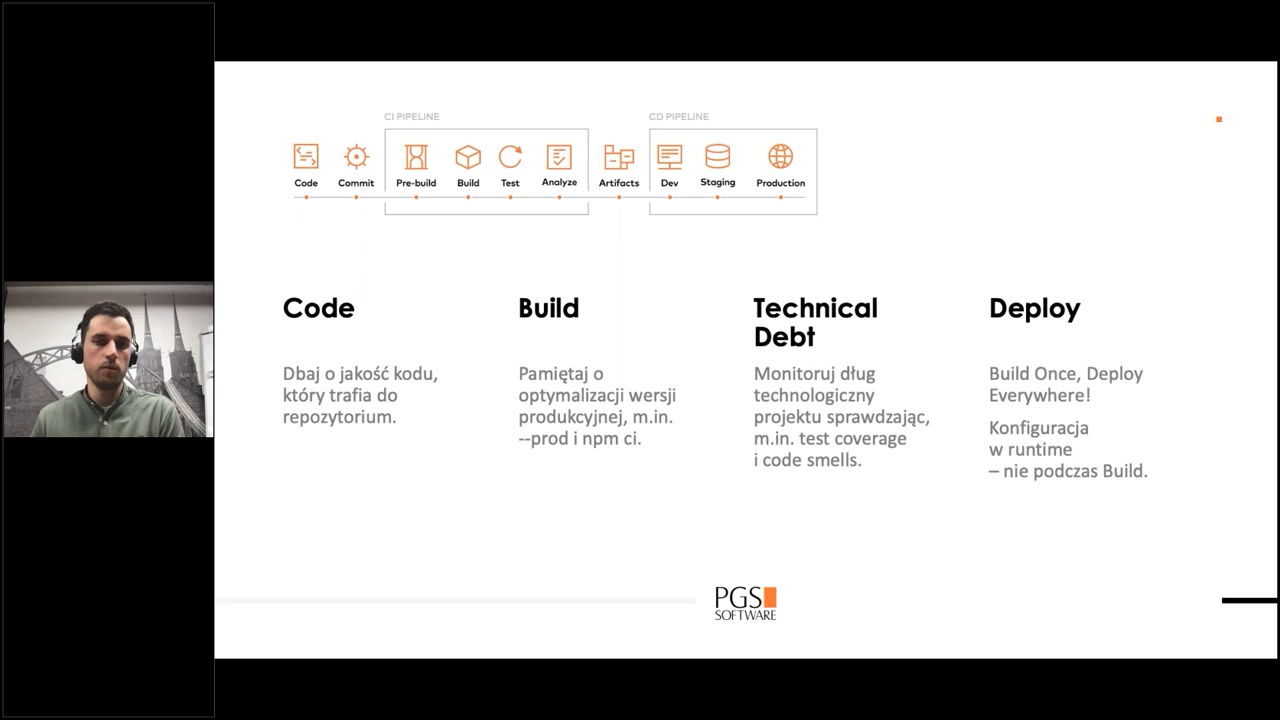 CI PIPELINE
CD PIPELINE
Code
Commit
Pre-build
Build
Test
Analyze
Artifacts
Dev
Staging
Production
Code
Dbaj o jakość kodu,
który trafia do
repozytorium.
Build
Pamiętaj o
optymalizacji wersji
produkcyjnej, m.in.
--prod i npm ci.
Technical
Debt
Monitoruj dług
technologiczny
projektu sprawdzając,
m.in. test coverage
i code smells.
Deploy
Build Once, Deploy
Everywhere!
Konfiguracja
w runtime
– nie podczas Build.
PGS
SOFTWARE